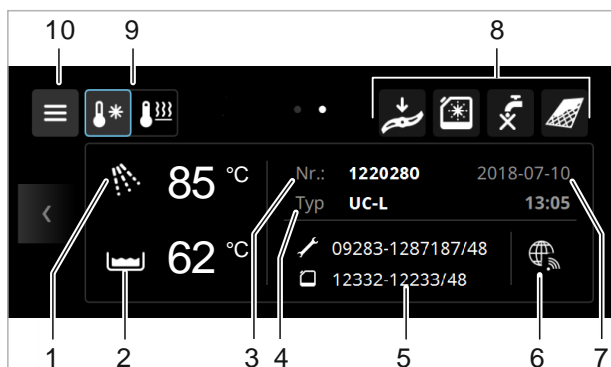 10 9 8
85 °C Nr.: 1220280 2018-07-10
Typ UC-L 13:05
62 °C 09283-1287187/48
12332-12233/48
1 2 3 4 5 6 7